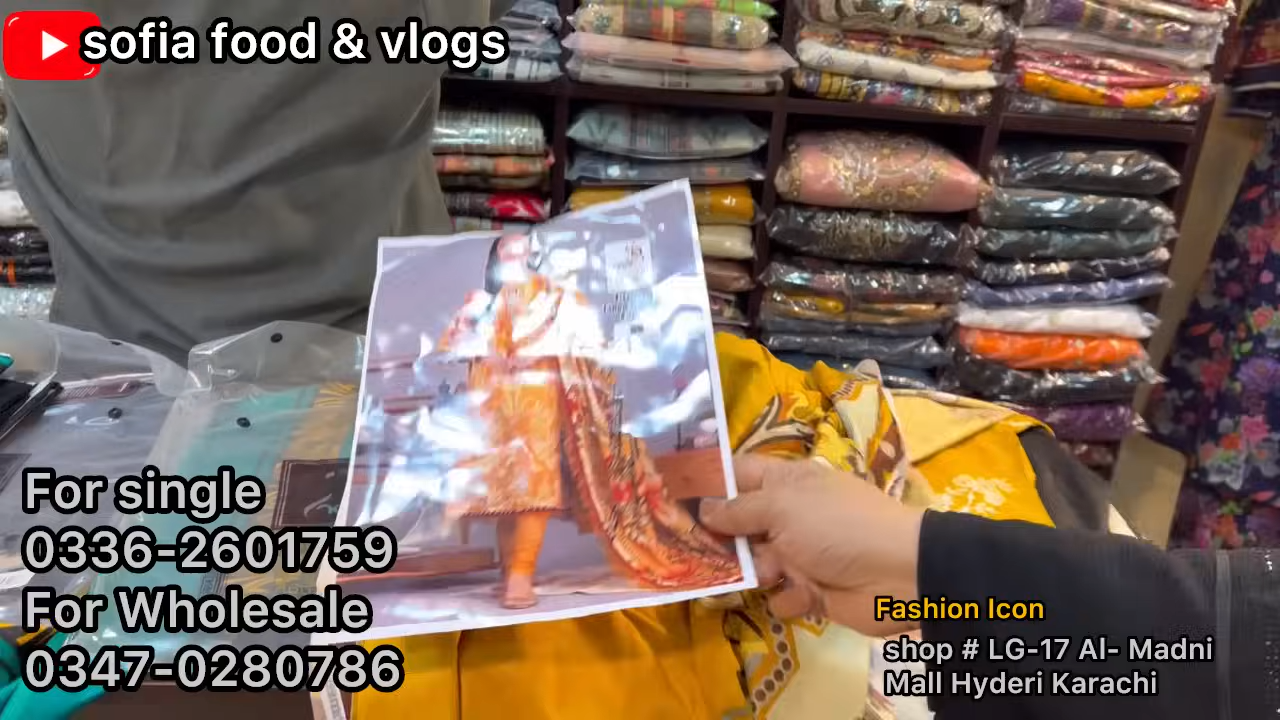 sofia food & vlogs
For single
0336-2601759
For Wholesale
0347-0280786
Fashion Icon
shop # LG-17 Al- Madni
Mall Hyderi Karachi